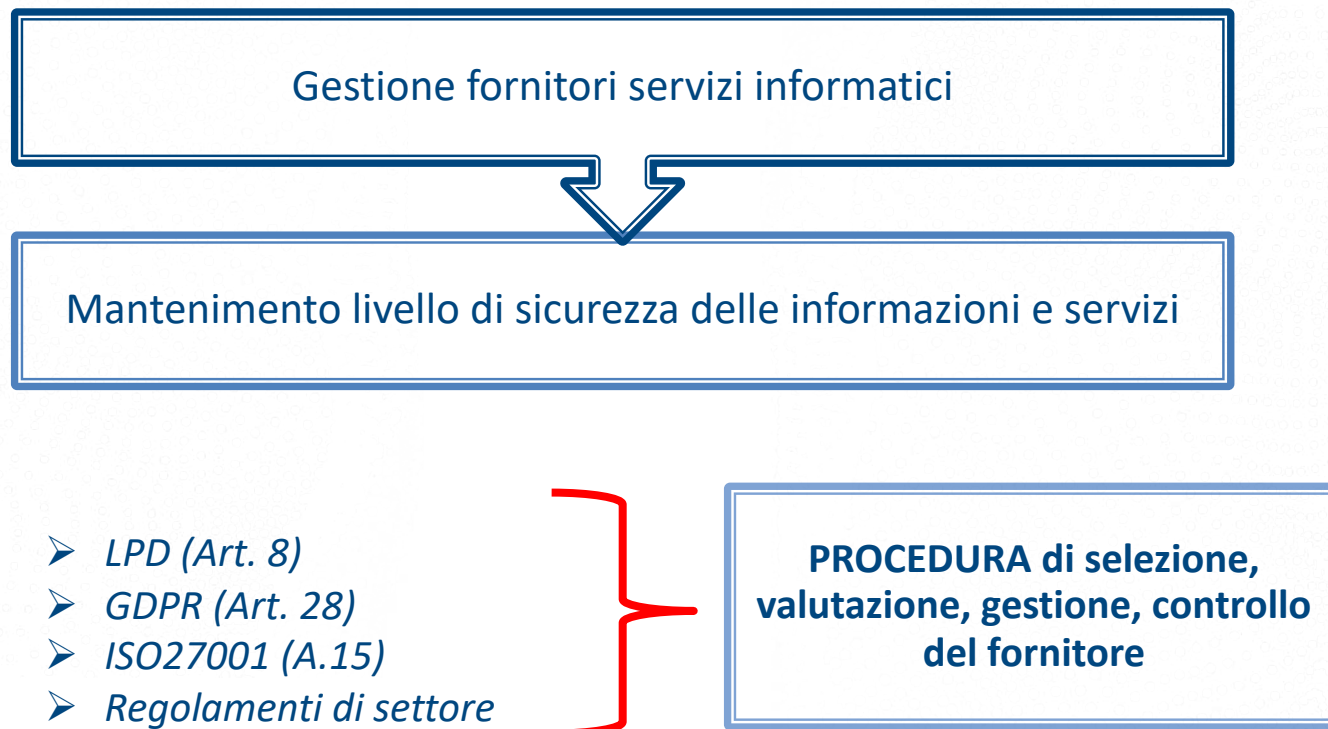 Gestione fornitori servizi informatici
Mantenimento livello di sicurezza delle informazioni e servizi
➢ LPD (Art. 8)
➢ GDPR (Art. 28)
➢ ISO27001 (A.15)
➢ Regolamenti di settore
PROCEDURA di selezione,
valutazione, gestione, controllo
del fornitore